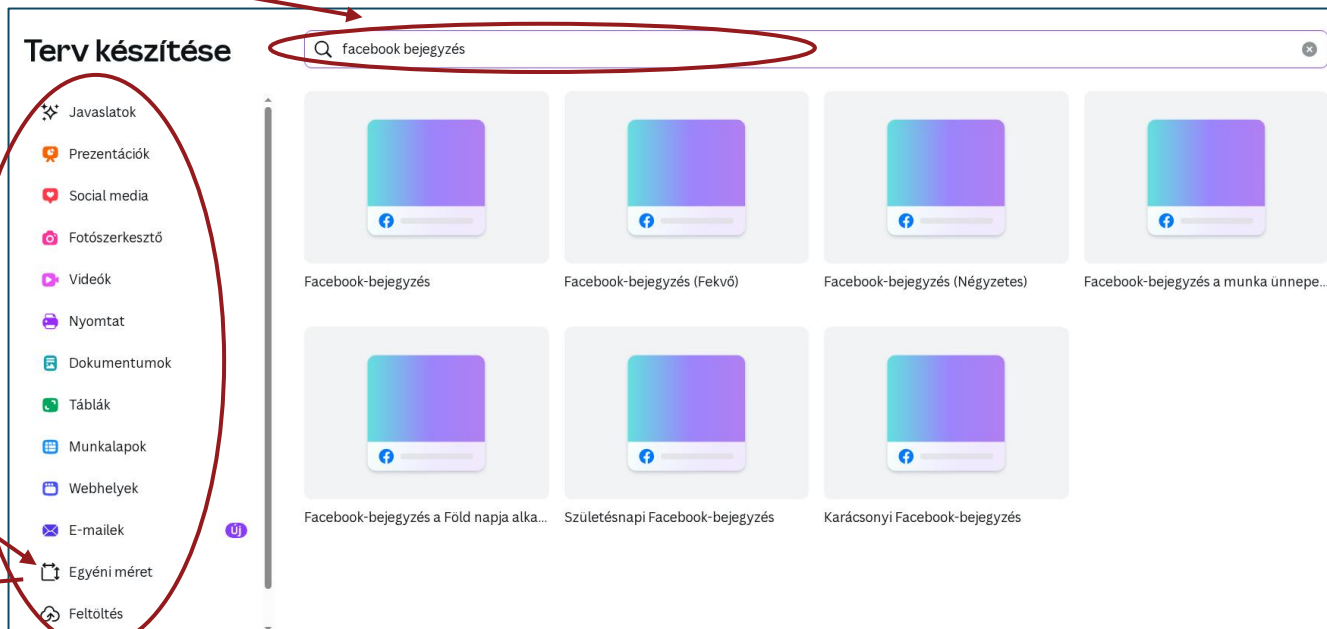 Terv készítése
facebook bejegyzés
Javaslatok
Prezentációk
Social media
Fotószerkesztő
Videók
Nyomtat
Dokumentumok
Táblák
Munkalapok
Webhelyek
E-mailek Új
Egyéni méret
Feltöltés
Facebook-bejegyzés
Facebook-bejegyzés (Fekvő)
Facebook-bejegyzés (Négyzetes)
Facebook-bejegyzés a munka ünnepe...
Facebook-bejegyzés a Föld napja alka...
Születésnapi Facebook-bejegyzés
Karácsonyi Facebook-bejegyzés